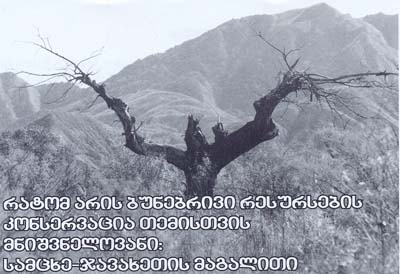 რატომ არის ბუნებრივი რესურსების
კონსერვაცია თემისთვის
მნიშვნელოვანი:
სამცხე-ჯავახეთის მაგალითი